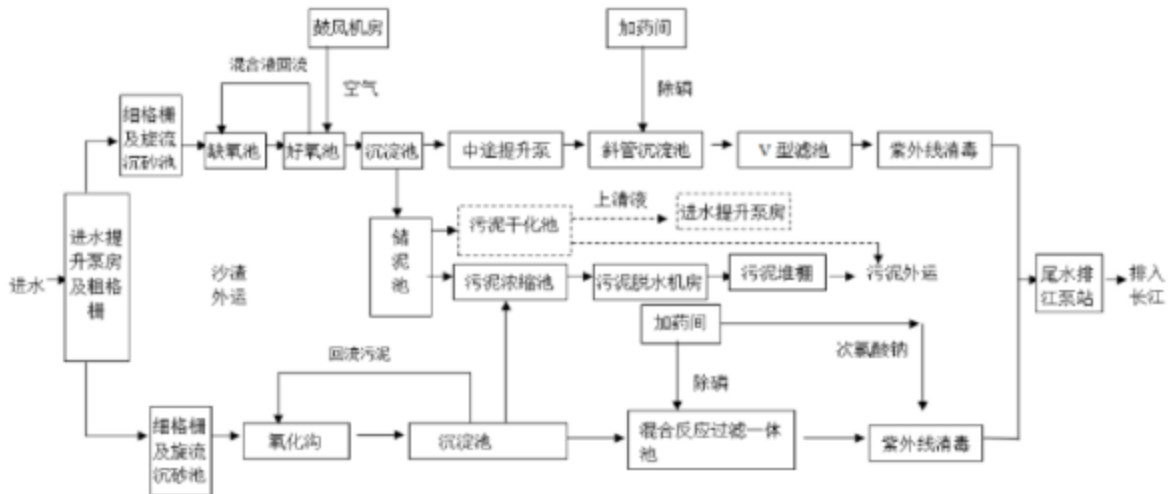 鼓风机房
加药间
混合液回流
空气
除磷
细格栅
及旋流
沉砂池
缺氧池
好氧池
沉淀池
中途提升泵
斜管沉淀池
V 型滤池
紫外线消毒
上清液
进水提升泵房
污泥干化池
储
泥
池
进水提
升泵房
及粗格
栅
沙渣
外运
进水
污泥浓缩池
污泥脱水机房
污泥堆棚
污泥外运
尾水排
江泵站
排入
长江
加药间
次氯酸钠
回流污泥
除磷
细格栅
及旋流
沉砂池
氧化沟
沉淀池
混合反应过滤一体
池
紫外线消毒